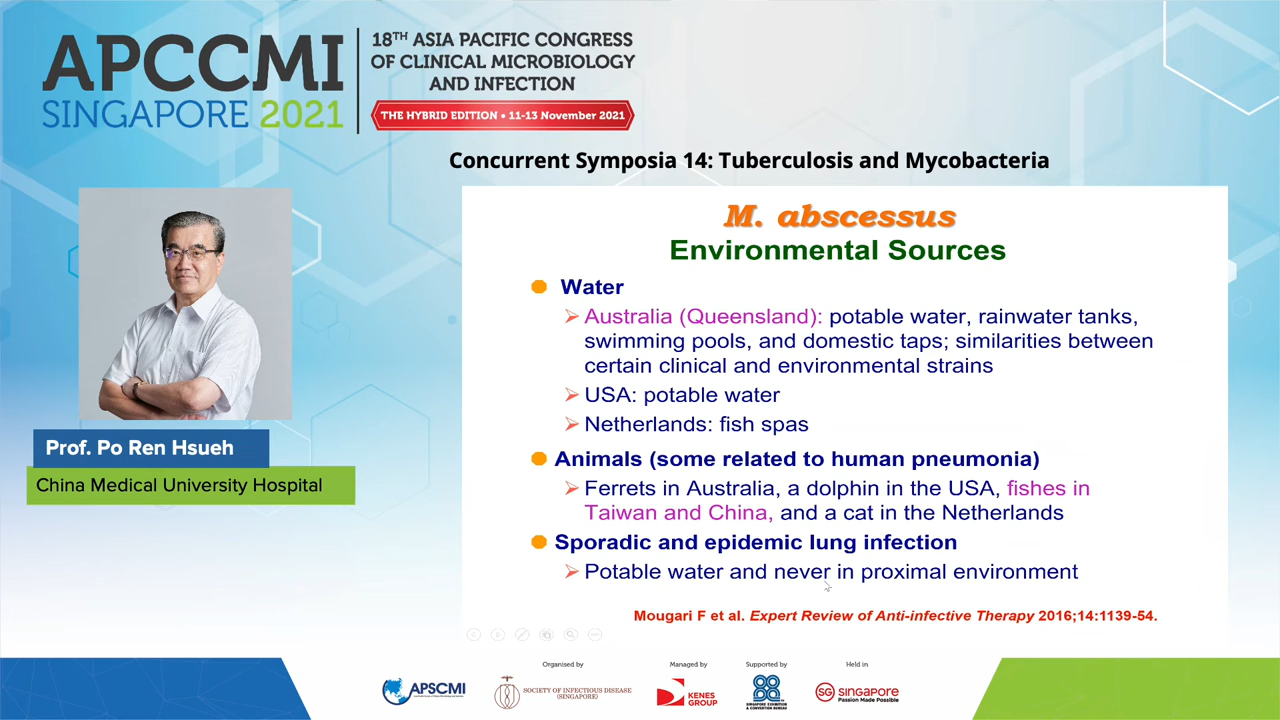 APCCMI
SINGAPORE 2021
18TH ASIA PACIFIC CONGRESS
OF CLINICAL MICROBIOLOGY
AND INFECTION
THE HYBRID EDITION • 11-13 November 2021
Concurrent Symposia 14: Tuberculosis and Mycobacteria
Prof. Po Ren Hsueh
China Medical University Hospital
M. abscessus
Environmental Sources
Water
Australia (Queensland): potable water, rainwater tanks,
swimming pools, and domestic taps; similarities between
certain clinical and environmental strains
USA: potable water
Netherlands: fish spas
Animals (some related to human pneumonia)
Ferrets in Australia, a dolphin in the USA, fishes in
Taiwan and China, and a cat in the Netherlands
Sporadic and epidemic lung infection
Potable water and never in proximal environment
Mougari F et al. Expert Review of Anti-infective Therapy 2016;14:1139-54.
Organised by
Managed by
Supported by
Held in
APSCMI
SOCIETY OF INFECTIOUS DISEASE
(SINGAPORE)
KENES
GROUP
SINGAPORE EXHIBITION
& CONVENTION BUREAU
SG singapore
Passion Made Possible